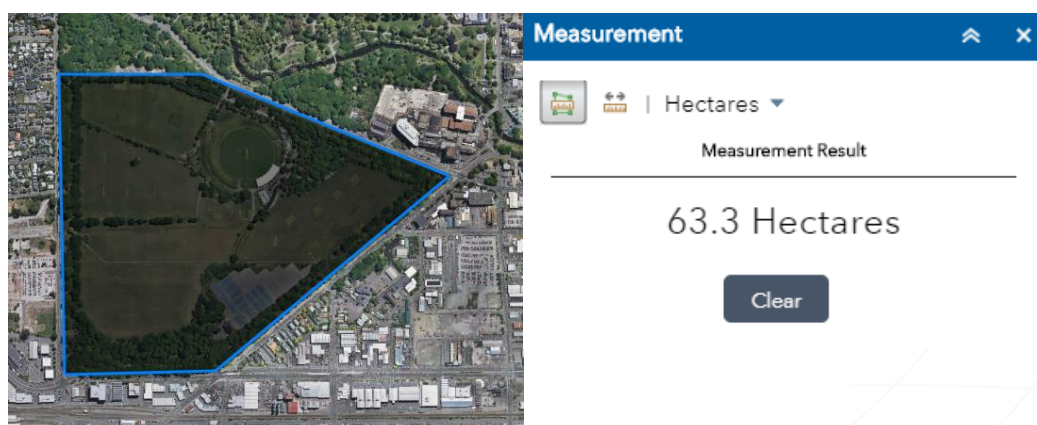 Measurement
Hectares
Measurement Result
63.3 Hectares
Clear